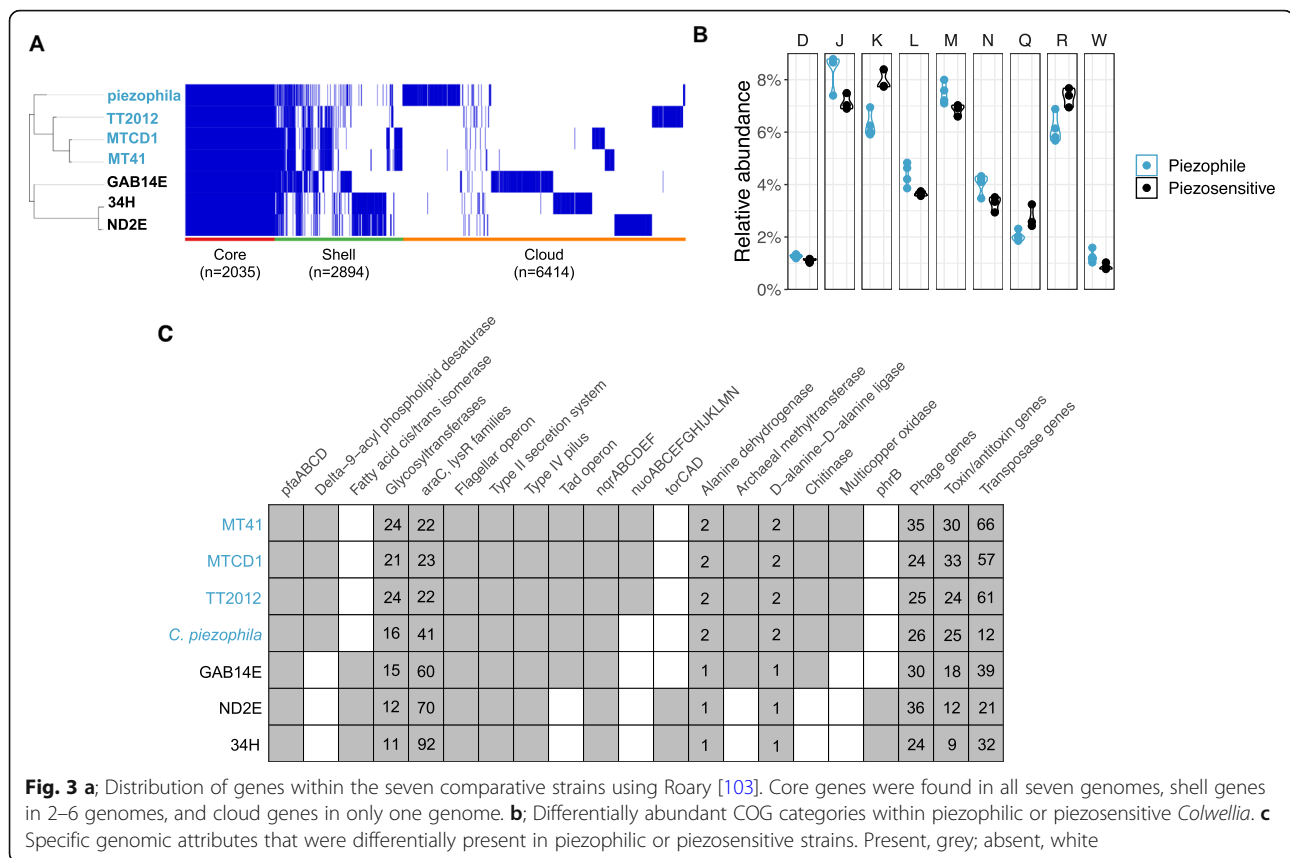 A
piezophila
TT2012
MTCD1
MT41
GAB14E
34H
ND2E
Core
(n=2035)
Shell
(n=2894)
Cloud
(n=6414)
B
D J K L M N Q R W
Relative abundance
8%
6%
4%
2%
0%
Piezophile
Piezosensitive
C
pfaABCD
Delta−9−acyl phospholipid desaturase
Fatty acid cis/trans isomerase
Glycosyltransferases
araC, lysR families
Flagellar operon
Type II secretion system
Type IV pilus
Tad operon
nqrABCDEF
nuoABCEFGHIJKLMN
torCAD
Alanine dehydrogenase
Archaeal methyltransferase
D−alanine−D−alanine ligase
Chitinase
Multicopper oxidase
phrB
Phage genes
Toxin/antitoxin genes
Transposase genes
MT41 24 22 2 2 35 30 66
MTCD1 21 23 2 2 24 33 57
TT2012 24 22 2 2 25 24 61
C. piezophila 16 41 2 2 26 25 12
GAB14E 15 60 1 1 30 18 39
ND2E 12 70 1 1 36 12 21
34H 11 92 1 1 24 9 32
Fig. 3 a; Distribution of genes within the seven comparative strains using Roary [103]. Core genes were found in all seven genomes, shell genes
in 2–6 genomes, and cloud genes in only one genome. b; Differentially abundant COG categories within piezophilic or piezosensitive Colwellia. c
Specific genomic attributes that were differentially present in piezophilic or piezosensitive strains. Present, grey; absent, white